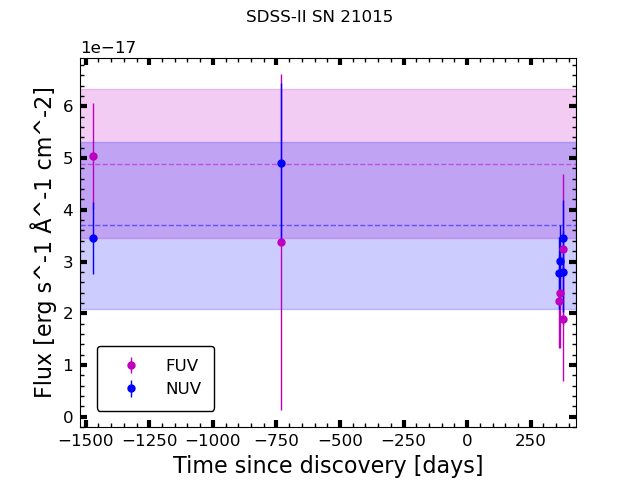 SDSS-II SN 21015
1e−17
6
5
4
3
2
1
0
Flux [erg s^-1 Å^-1 cm^-2]
FUV
NUV
−1500 −1250 −1000 −750 −500 −250 0 250
Time since discovery [days]